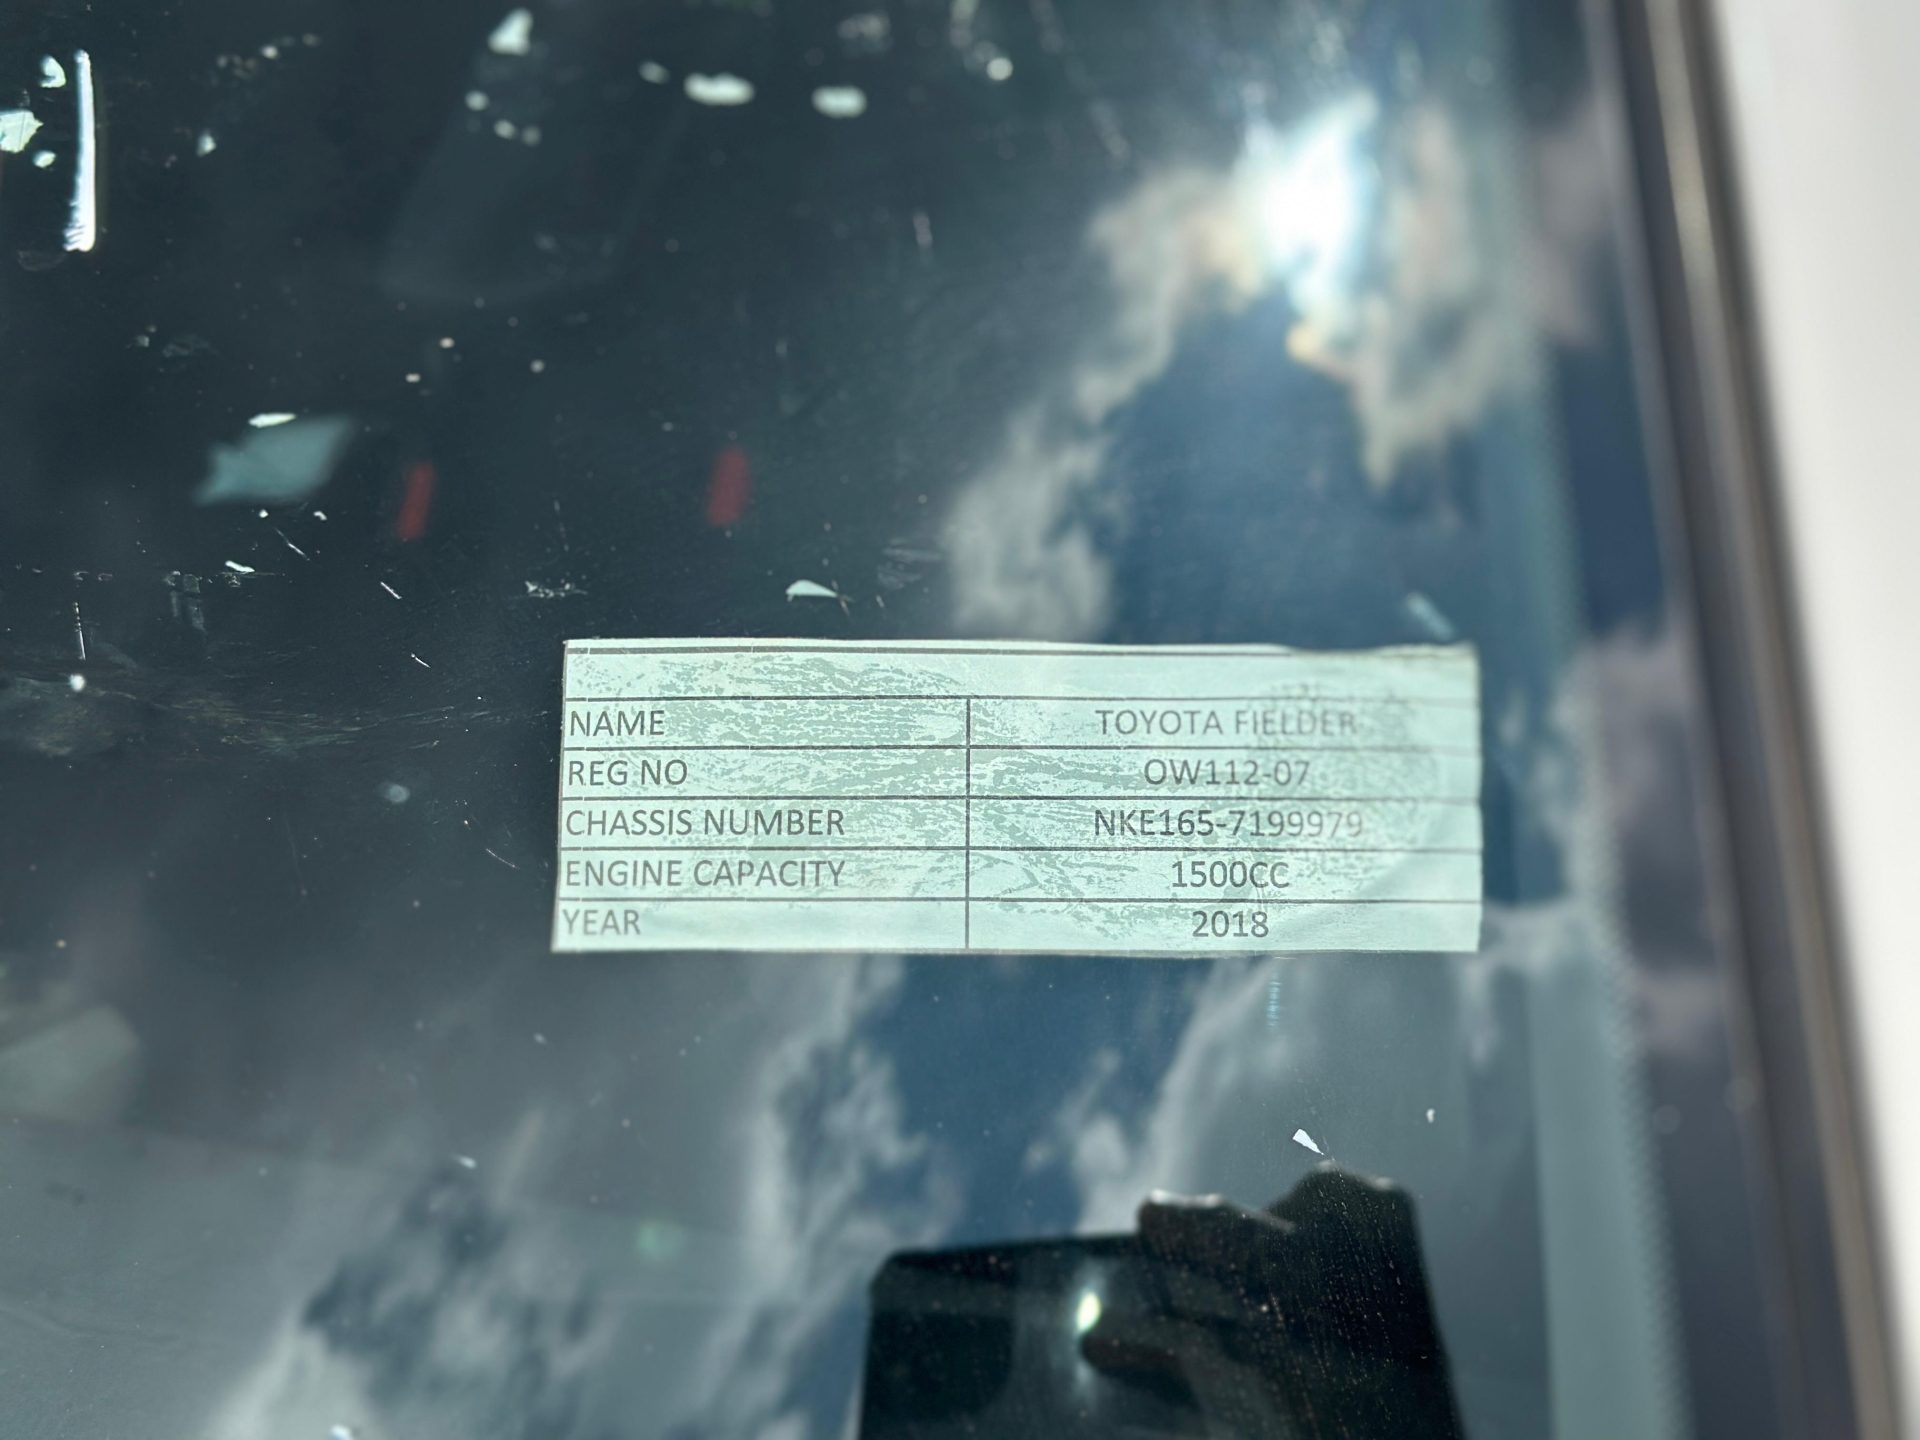 NAME TOYOTA FIELDER
REG NO OW112-07
CHASSIS NUMBER NKE165-7199979
ENGINE CAPACITY 1500CC
YEAR 2018